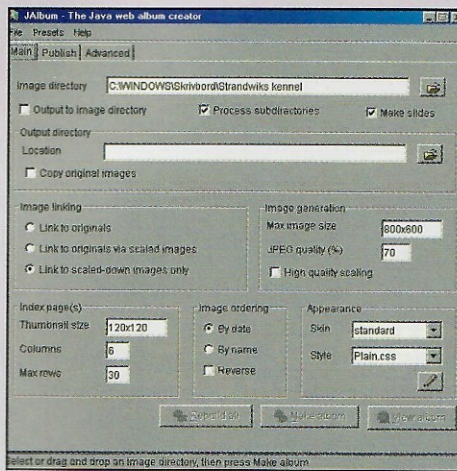 JAlbum - The Java web album creator
File Presets Help
Main Publish Advanced
Image directory C:\WINDOWS\Skrivbord\Strandwiks kennel
Output to image directory Process subdirectories Make slides
Output directory
Location
Copy original images
Image linking
Link to originals
Link to originals via scaled images
Link to scaled-down images only
Image generation
Max image size 800x600
JPEG quality (%) 70
High quality scaling
Index page(s)
Thumbnail size 120x120
Columns 6
Max rows 30
Image ordering
By date
By name
Reverse
Appearance
Skin standard
Style Plain.css
Rebuild all Make album View album
Select or drag and drop an image directory, then press Make album